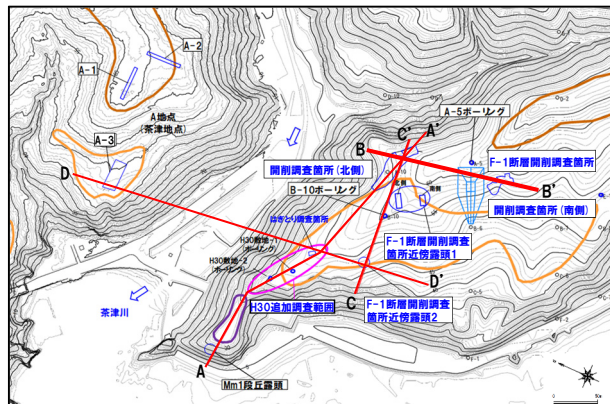 A-2
A-1
A地点
(茶津地点)
A-3
D
A-5ボーリング
C'
A'
B
F-1断層開削調査箇所
開削調査箇所(北側)
B'
B-10ボーリング
北側
南側
開削調査箇所(南側)
はぎとり調査箇所
F-1断層開削調査
箇所近傍露頭1
H30敷地-1
(ボーリング)
H30敷地-2
(ボーリング)
D'
C
F-1断層開削調査
箇所近傍露頭2
H30追加調査範囲
茶津川
A
Mm1段丘露頭